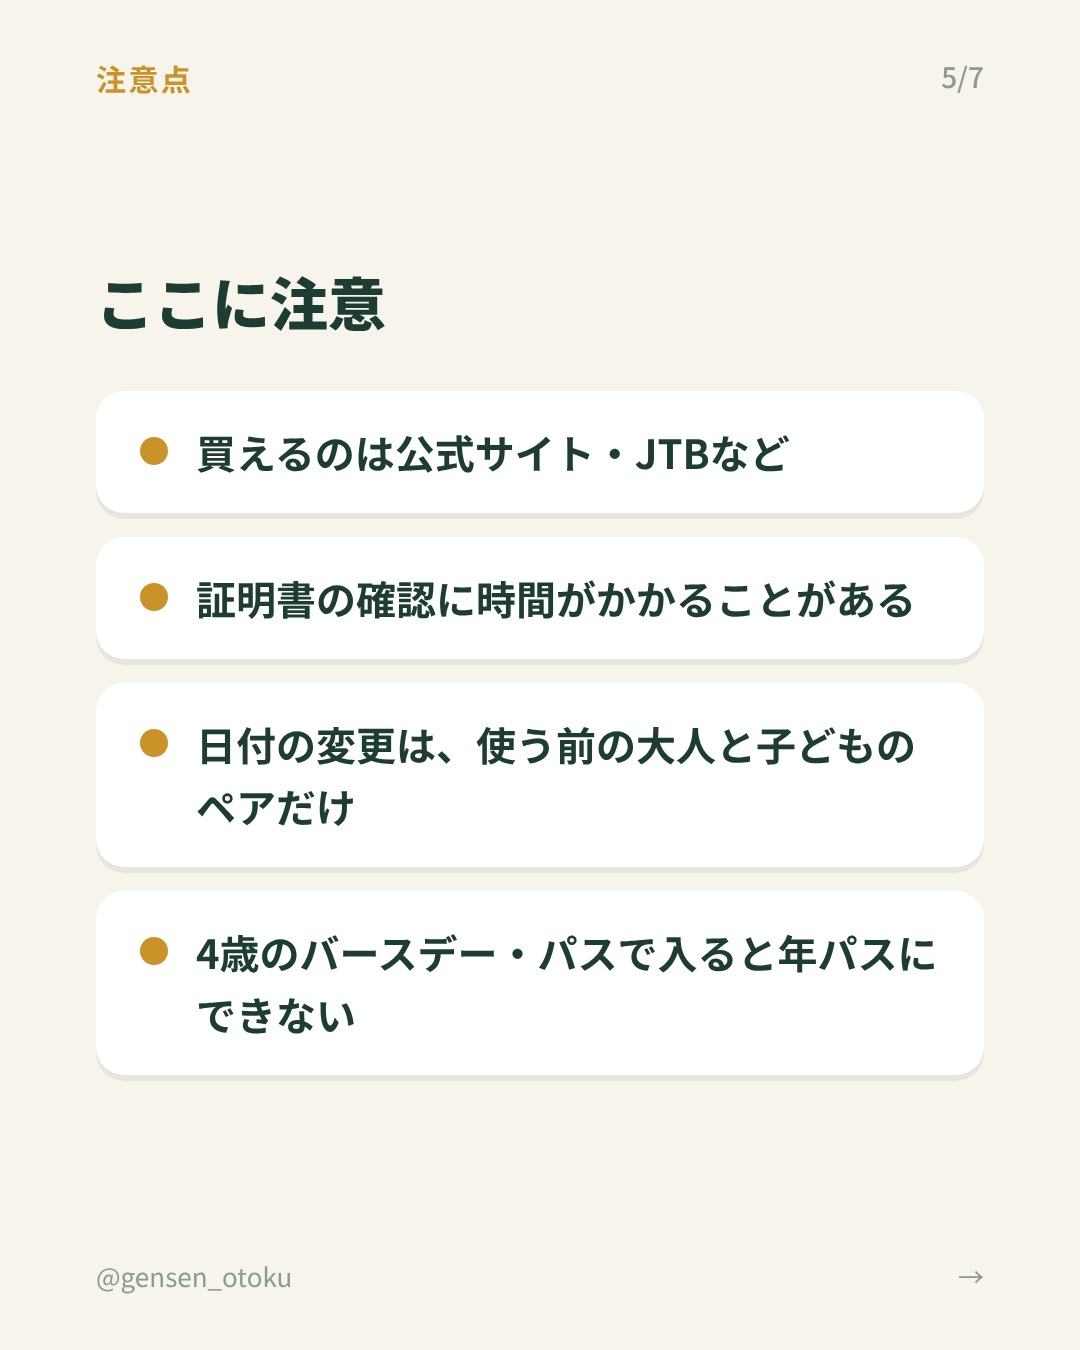 注意点
5/7
ここに注意
買えるのは公式サイト・JTBなど
証明書の確認に時間がかかることがある
日付の変更は、使う前の大人と子どもの
ペアだけ
4歳のバースデー・パスで入ると年パスに
できない
@gensen_otoku
→